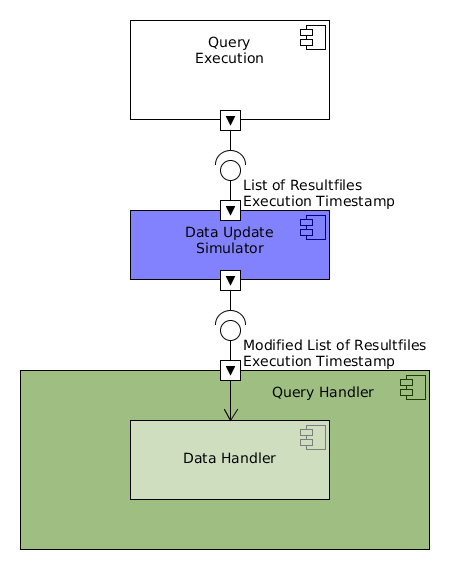 Query
Execution
List of Resultfiles
Execution Timestamp
Data Update
Simulator
Modified List of Resultfiles
Execution Timestamp
Query Handler
Data Handler